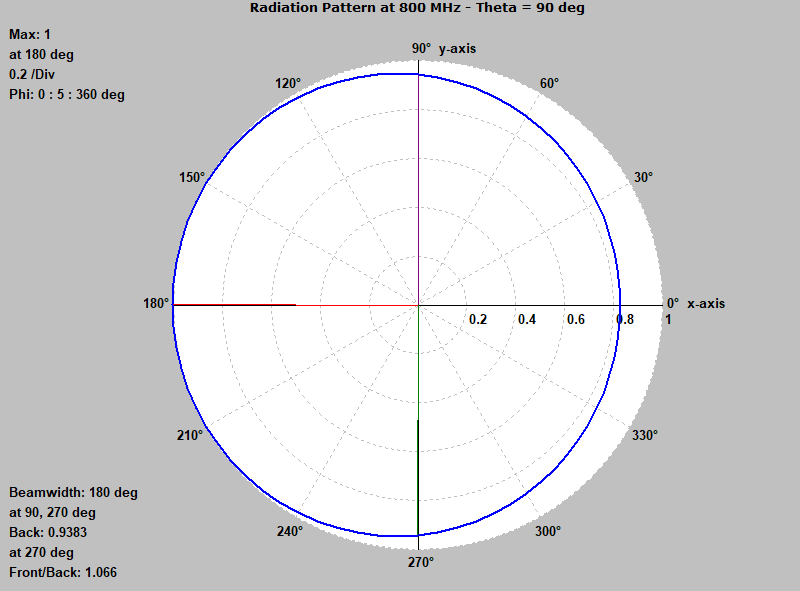 Radiation Pattern at 800 MHz - Theta = 90 deg
Max: 1
at 180 deg
0.2 /Div
Phi: 0 : 5 : 360 deg
90° y-axis
120°
60°
150°
30°
180°
0° x-axis
0.2
0.4
0.6
0.8
1
210°
330°
240°
300°
270°
Beamwidth: 180 deg
at 90, 270 deg
Back: 0.9383
at 270 deg
Front/Back: 1.066